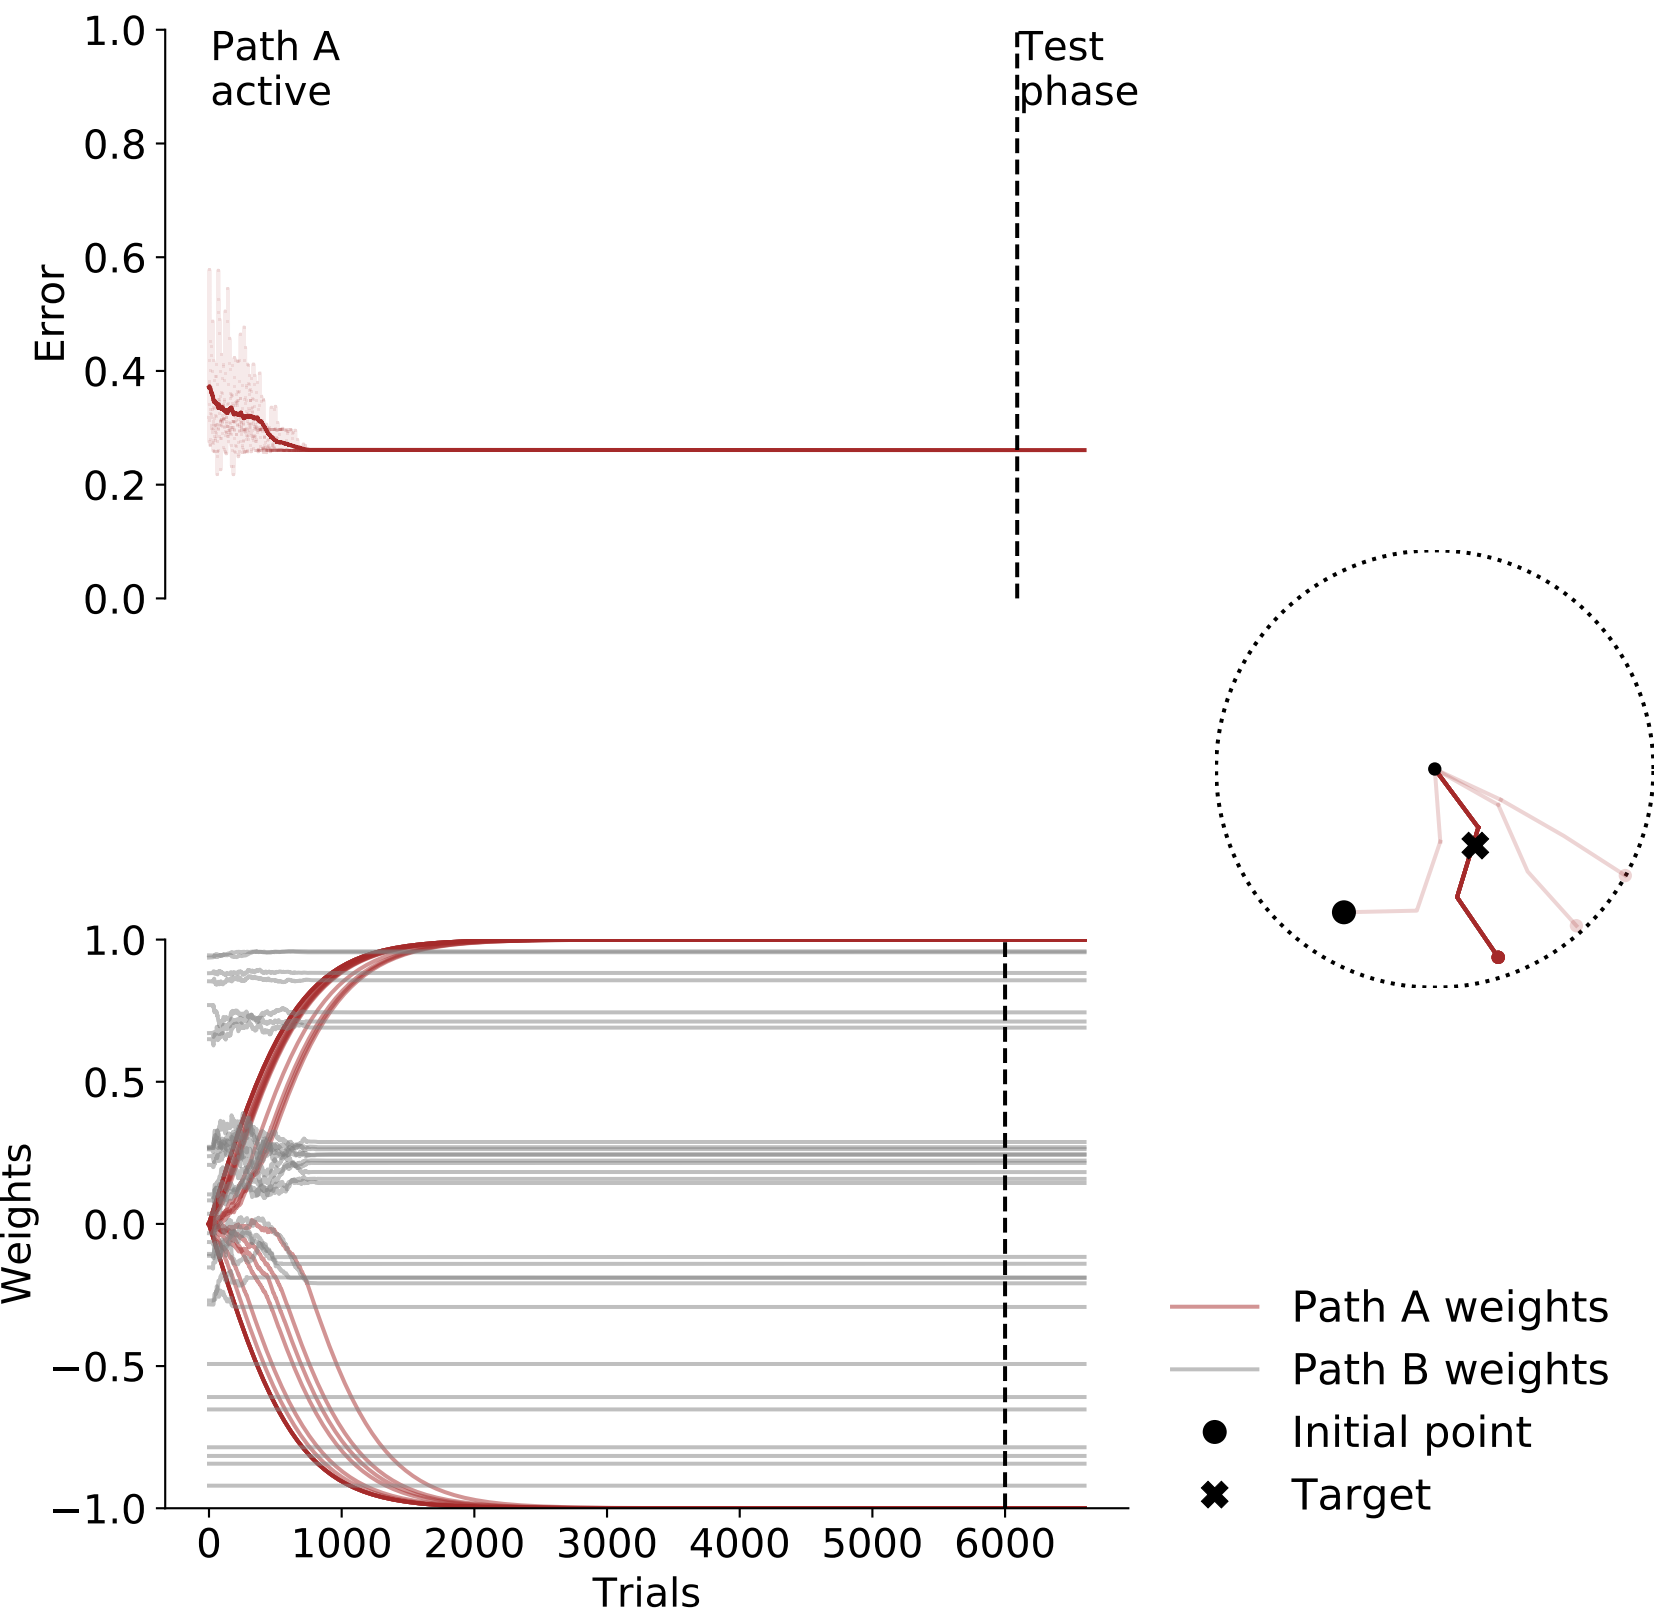 Path A
active
Test
phase
1.0
0.8
0.6
0.4
0.2
0.0
Error
1.0
0.5
0.0
−0.5
−1.0
Weights
0 1000 2000 3000 4000 5000 6000
Trials
Path A weights
Path B weights
Initial point
Target